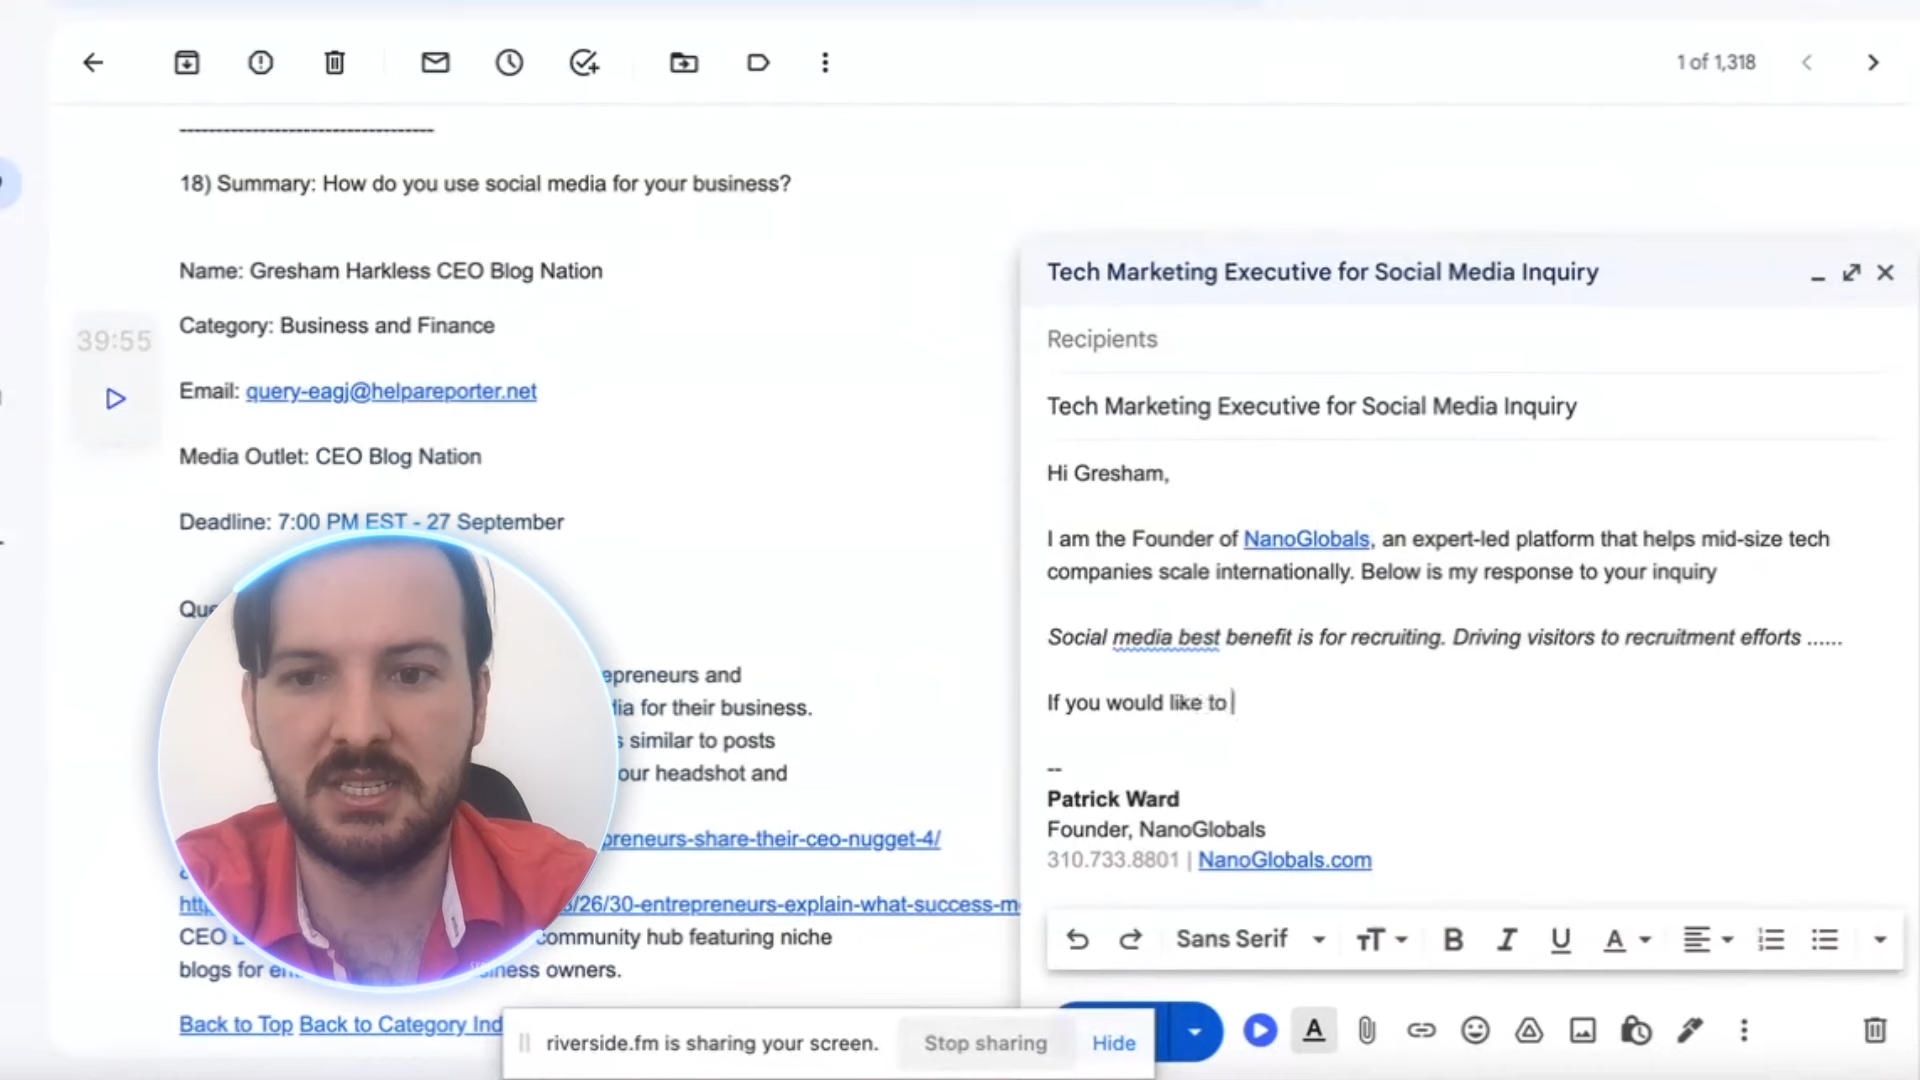 1 of 1,318
-----------------------------------
18) Summary: How do you use social media for your business?
Name: Gresham Harkless CEO Blog Nation
Category: Business and Finance
39:55
Email: query-eagj@helpareporter.net
Media Outlet: CEO Blog Nation
Deadline: 7:00 PM EST - 27 September
epreneurs and
for their business.
similar to posts
our headshot and
preneurs-share-their-ceo-nugget-4/
/26/30-entrepreneurs-explain-what-success-m
CEO community hub featuring niche
blogs for owners.
Back to Top Back to Category Ind
Tech Marketing Executive for Social Media Inquiry
Recipients
Tech Marketing Executive for Social Media Inquiry
Hi Gresham,
I am the Founder of NanoGlobals, an expert-led platform that helps mid-size tech
companies scale internationally. Below is my response to your inquiry
Social media best benefit is for recruiting. Driving visitors to recruitment efforts ......
If you would like to
--
Patrick Ward
Founder, NanoGlobals
310.733.8801 | NanoGlobals.com
Sans Serif
riverside.fm is sharing your screen. Stop sharing Hide